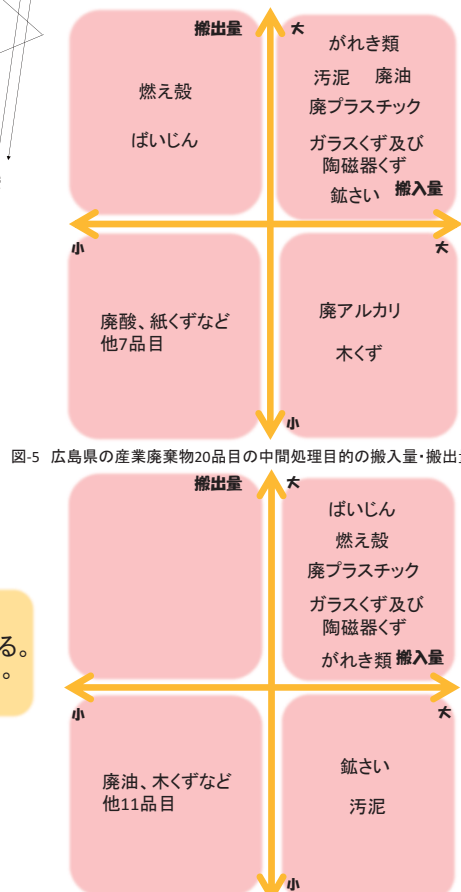 搬出量
大
燃え殻
ばいじん
がれき類
汚泥 廃油
廃プラスチック
ガラスくず及び
陶磁器くず
鉱さい
搬入量
小
大
廃酸、紙くずなど
他7品目
廃アルカリ
木くず
小
図-5 広島県の産業廃棄物20品目の中間処理目的の搬入量・搬出
搬出量
大
ばいじん
燃え殻
廃プラスチック
ガラスくず及び
陶磁器くず
がれき類
搬入量
る。
。
小
大
廃油、木くずなど
他11品目
鉱さい
汚泥
小